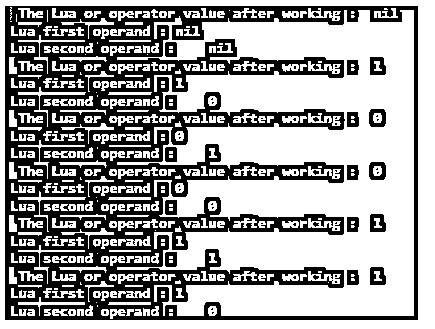 The Lua or operator value after working : nil
Lua first operand :nil
Lua second operand : nil
The Lua or operator value after working : 1
Lua first operand :1
Lua second operand : 0
The Lua or operator value after working : 0
Lua first operand :0
Lua second operand : 1
The Lua or operator value after working : 0
Lua first operand :0
Lua second operand : 0
The Lua or operator value after working : 1
Lua first operand :1
Lua second operand : 1
The Lua or operator value after working : 1
Lua first operand :1
Lua second operand : 0